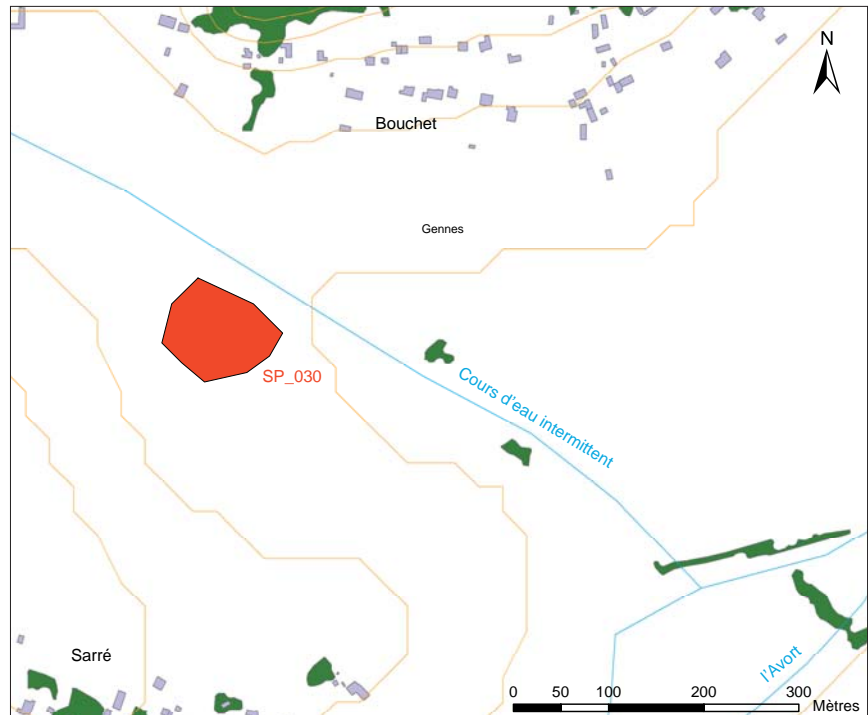 N
Bouchet
Gennes
SP_030
Cours d'eau intermittent
Sarré
l'Avort
0 50 100 200 300 Mètres